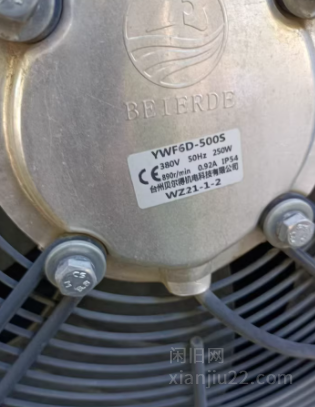 BEIERDE
YWF6D-500S
380V 50Hz 250W
CE 890r/min 0.92A IP54
台州贝尔得机电科技有限公司
WZ21-1-2
闲旧网
xianjiu22.com